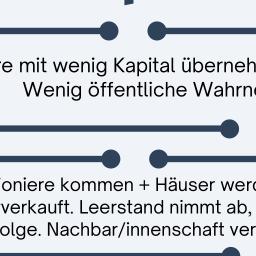 re mit wenig Kapital überneh
Wenig öffentliche Wahrne
ioniere kommen + Häuser werd
verkauft. Leerstand nimmt ab,
olge. Nachbar/innenschaft ver